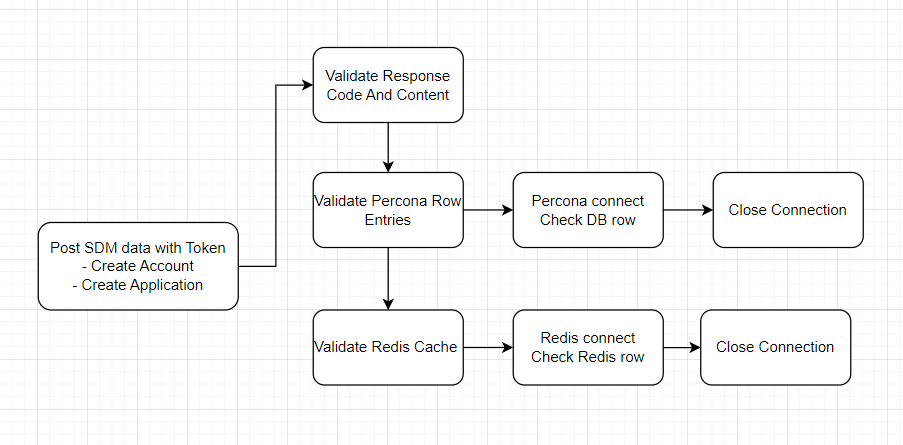 Validate Response
Code And Content
Validate Percona Row
Entries
Percona connect
Check DB row
Close Connection
Post SDM data with Token
- Create Account
- Create Application
Validate Redis Cache
Redis connect
Check Redis row
Close Connection